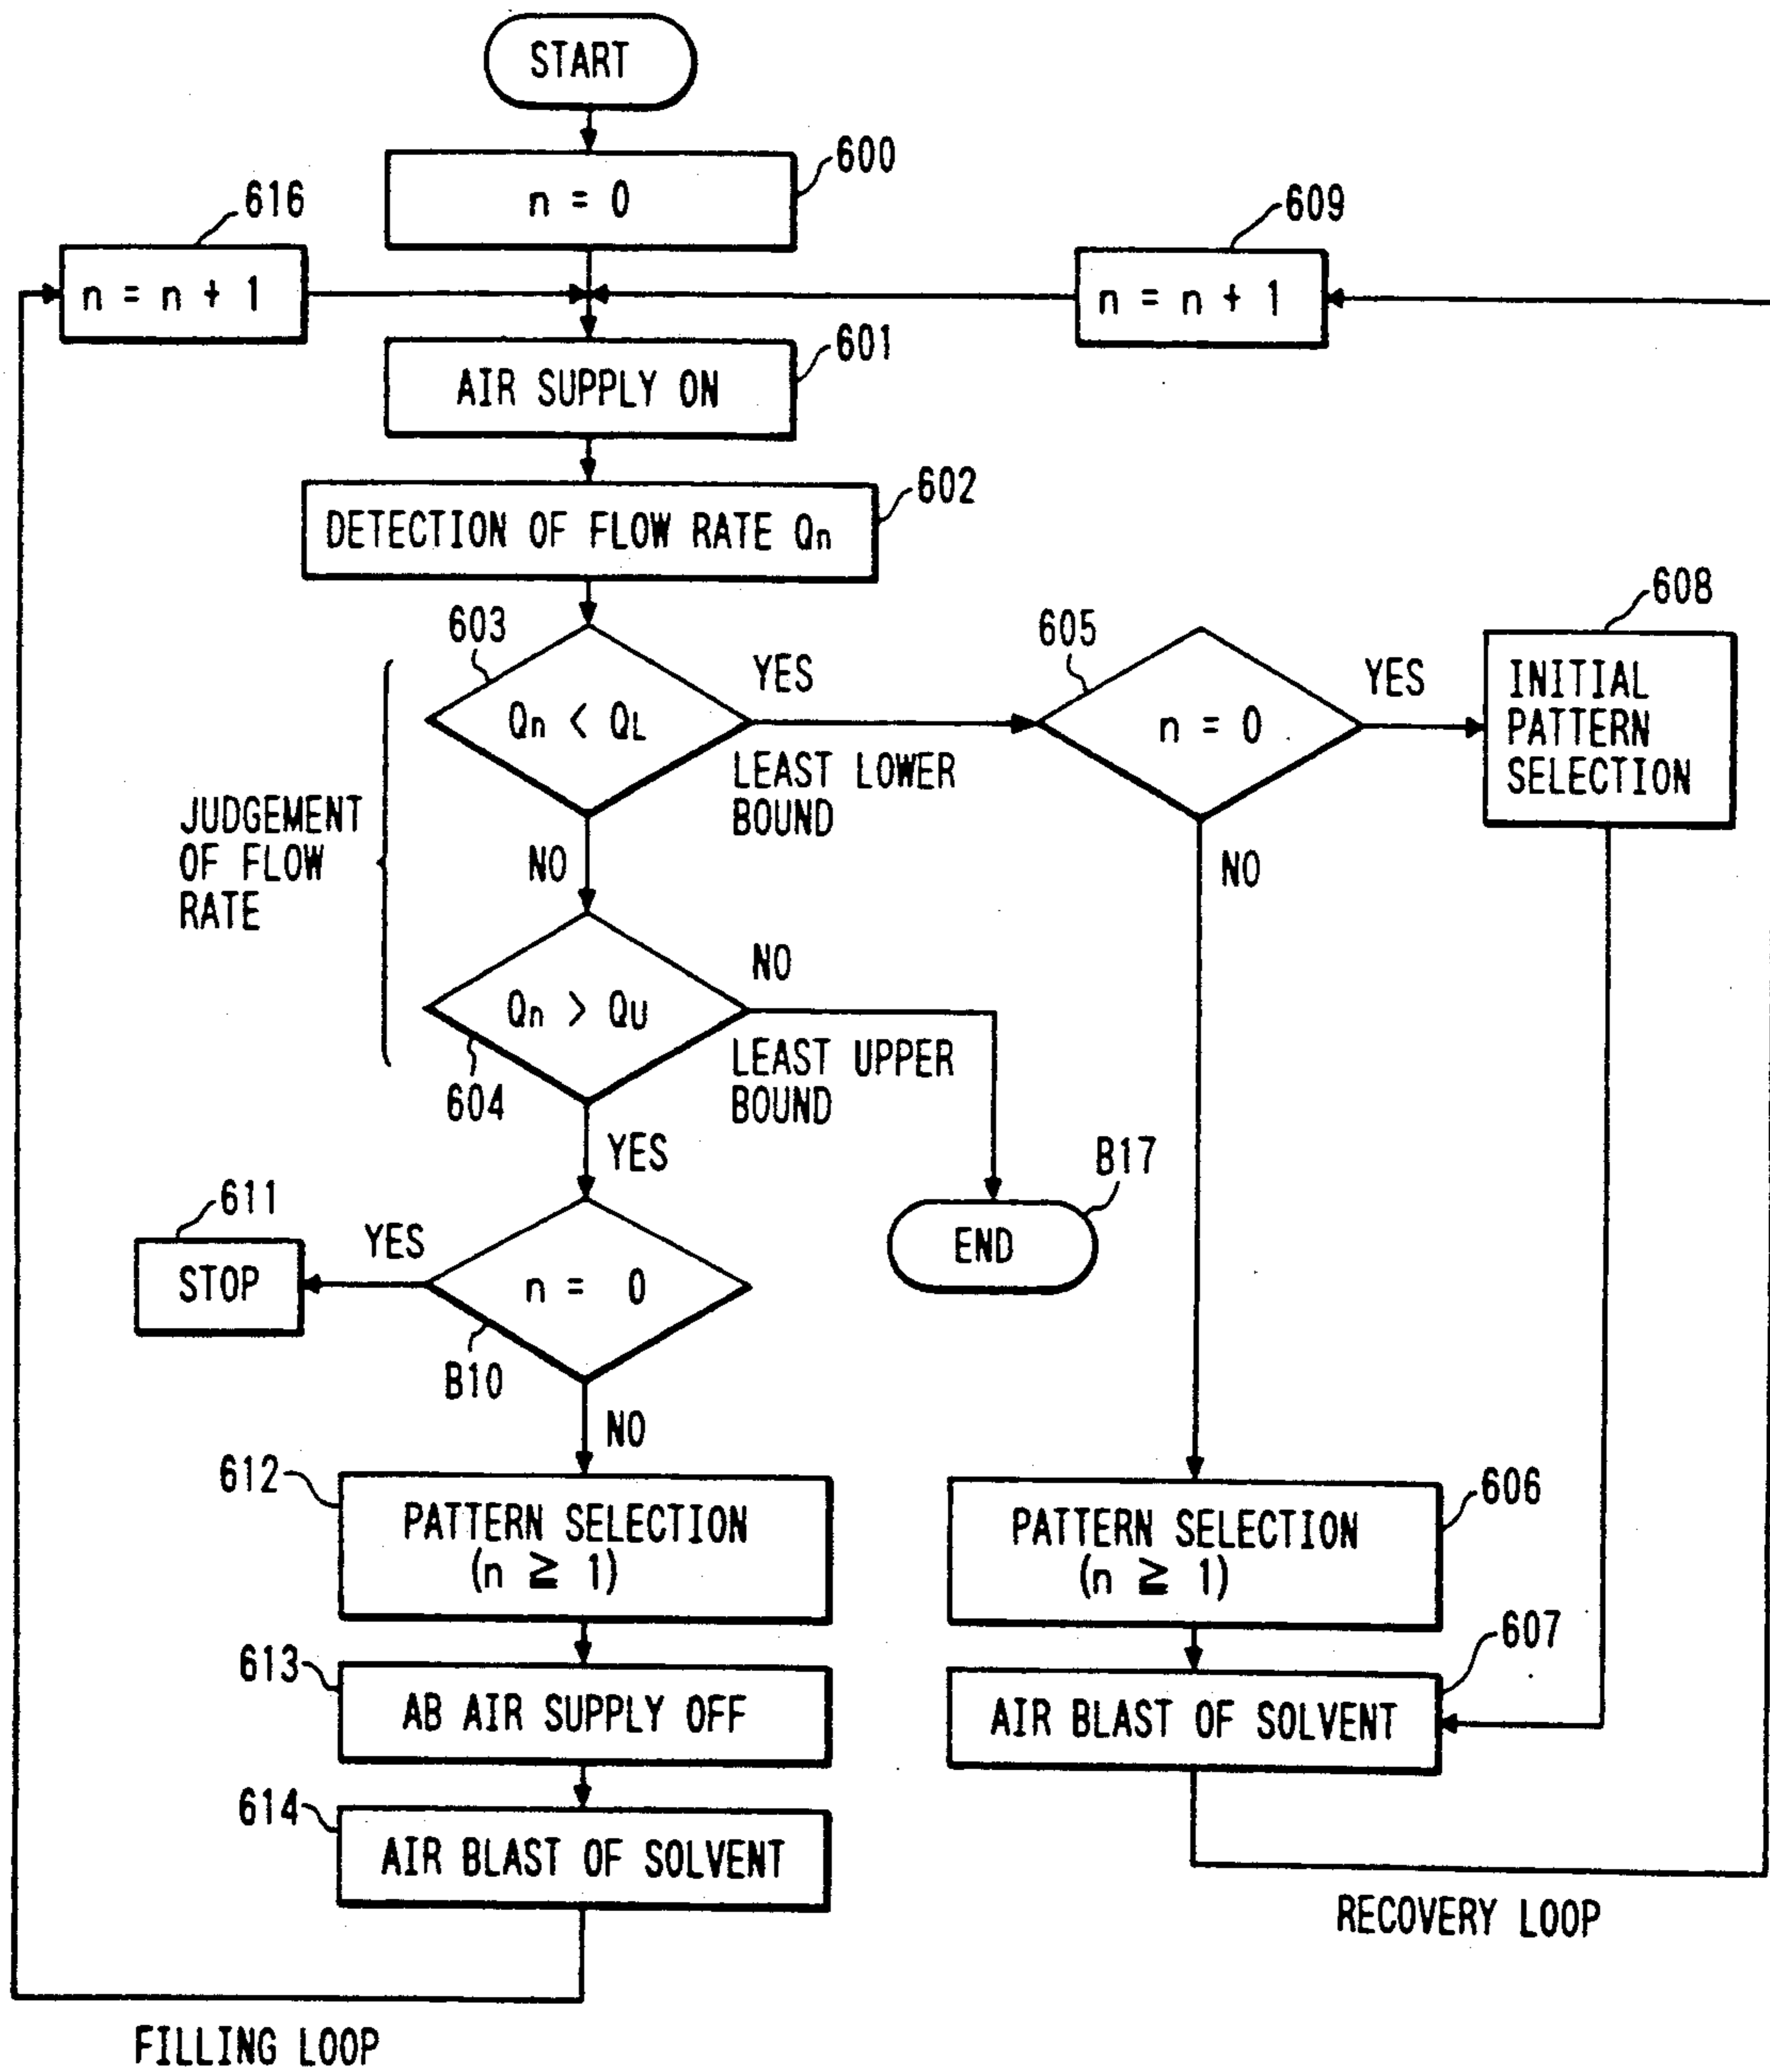 START
600
n = 0
616
n = n + 1
609
n = n + 1
601
AIR SUPPLY ON
602
DETECTION OF FLOW RATE Qn
603
Qn < QL
YES
LEAST LOWER
BOUND
605
n = 0
YES
608
INITIAL
PATTERN
SELECTION
JUDGEMENT
OF FLOW
RATE
NO
NO
Qn > QU
604
NO
LEAST UPPER
BOUND
YES
B17
END
611
STOP
YES
n = 0
B10
NO
612
PATTERN SELECTION
(n ≧ 1)
606
PATTERN SELECTION
(n ≧ 1)
613
AB AIR SUPPLY OFF
607
AIR BLAST OF SOLVENT
614
AIR BLAST OF SOLVENT
RECOVERY LOOP
FILLING LOOP